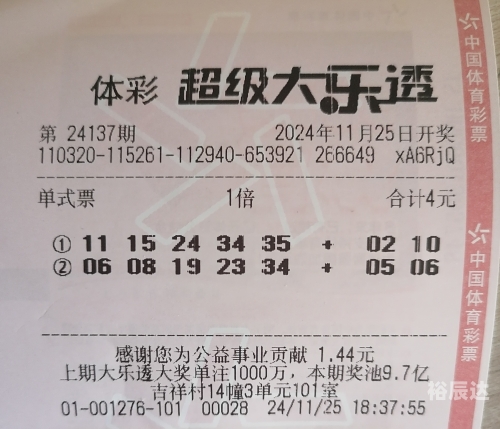 体彩 超级大乐透
第 24137期 2024年11月25日开奖
110320-115261-112940-653921 266649 xA6RjQ
单式票 1倍 合计4元
① 11 15 24 34 35 + 02 10
② 06 08 19 23 34 + 05 06
感谢您为公益事业贡献 1.44元
上期大乐透大奖单注1000万，本期奖池9.7亿
吉祥村14幢3单元101室
01-001276-101 00028 24/11/25 18:37:55
中国体育彩票
中国体育彩票
裕辰达